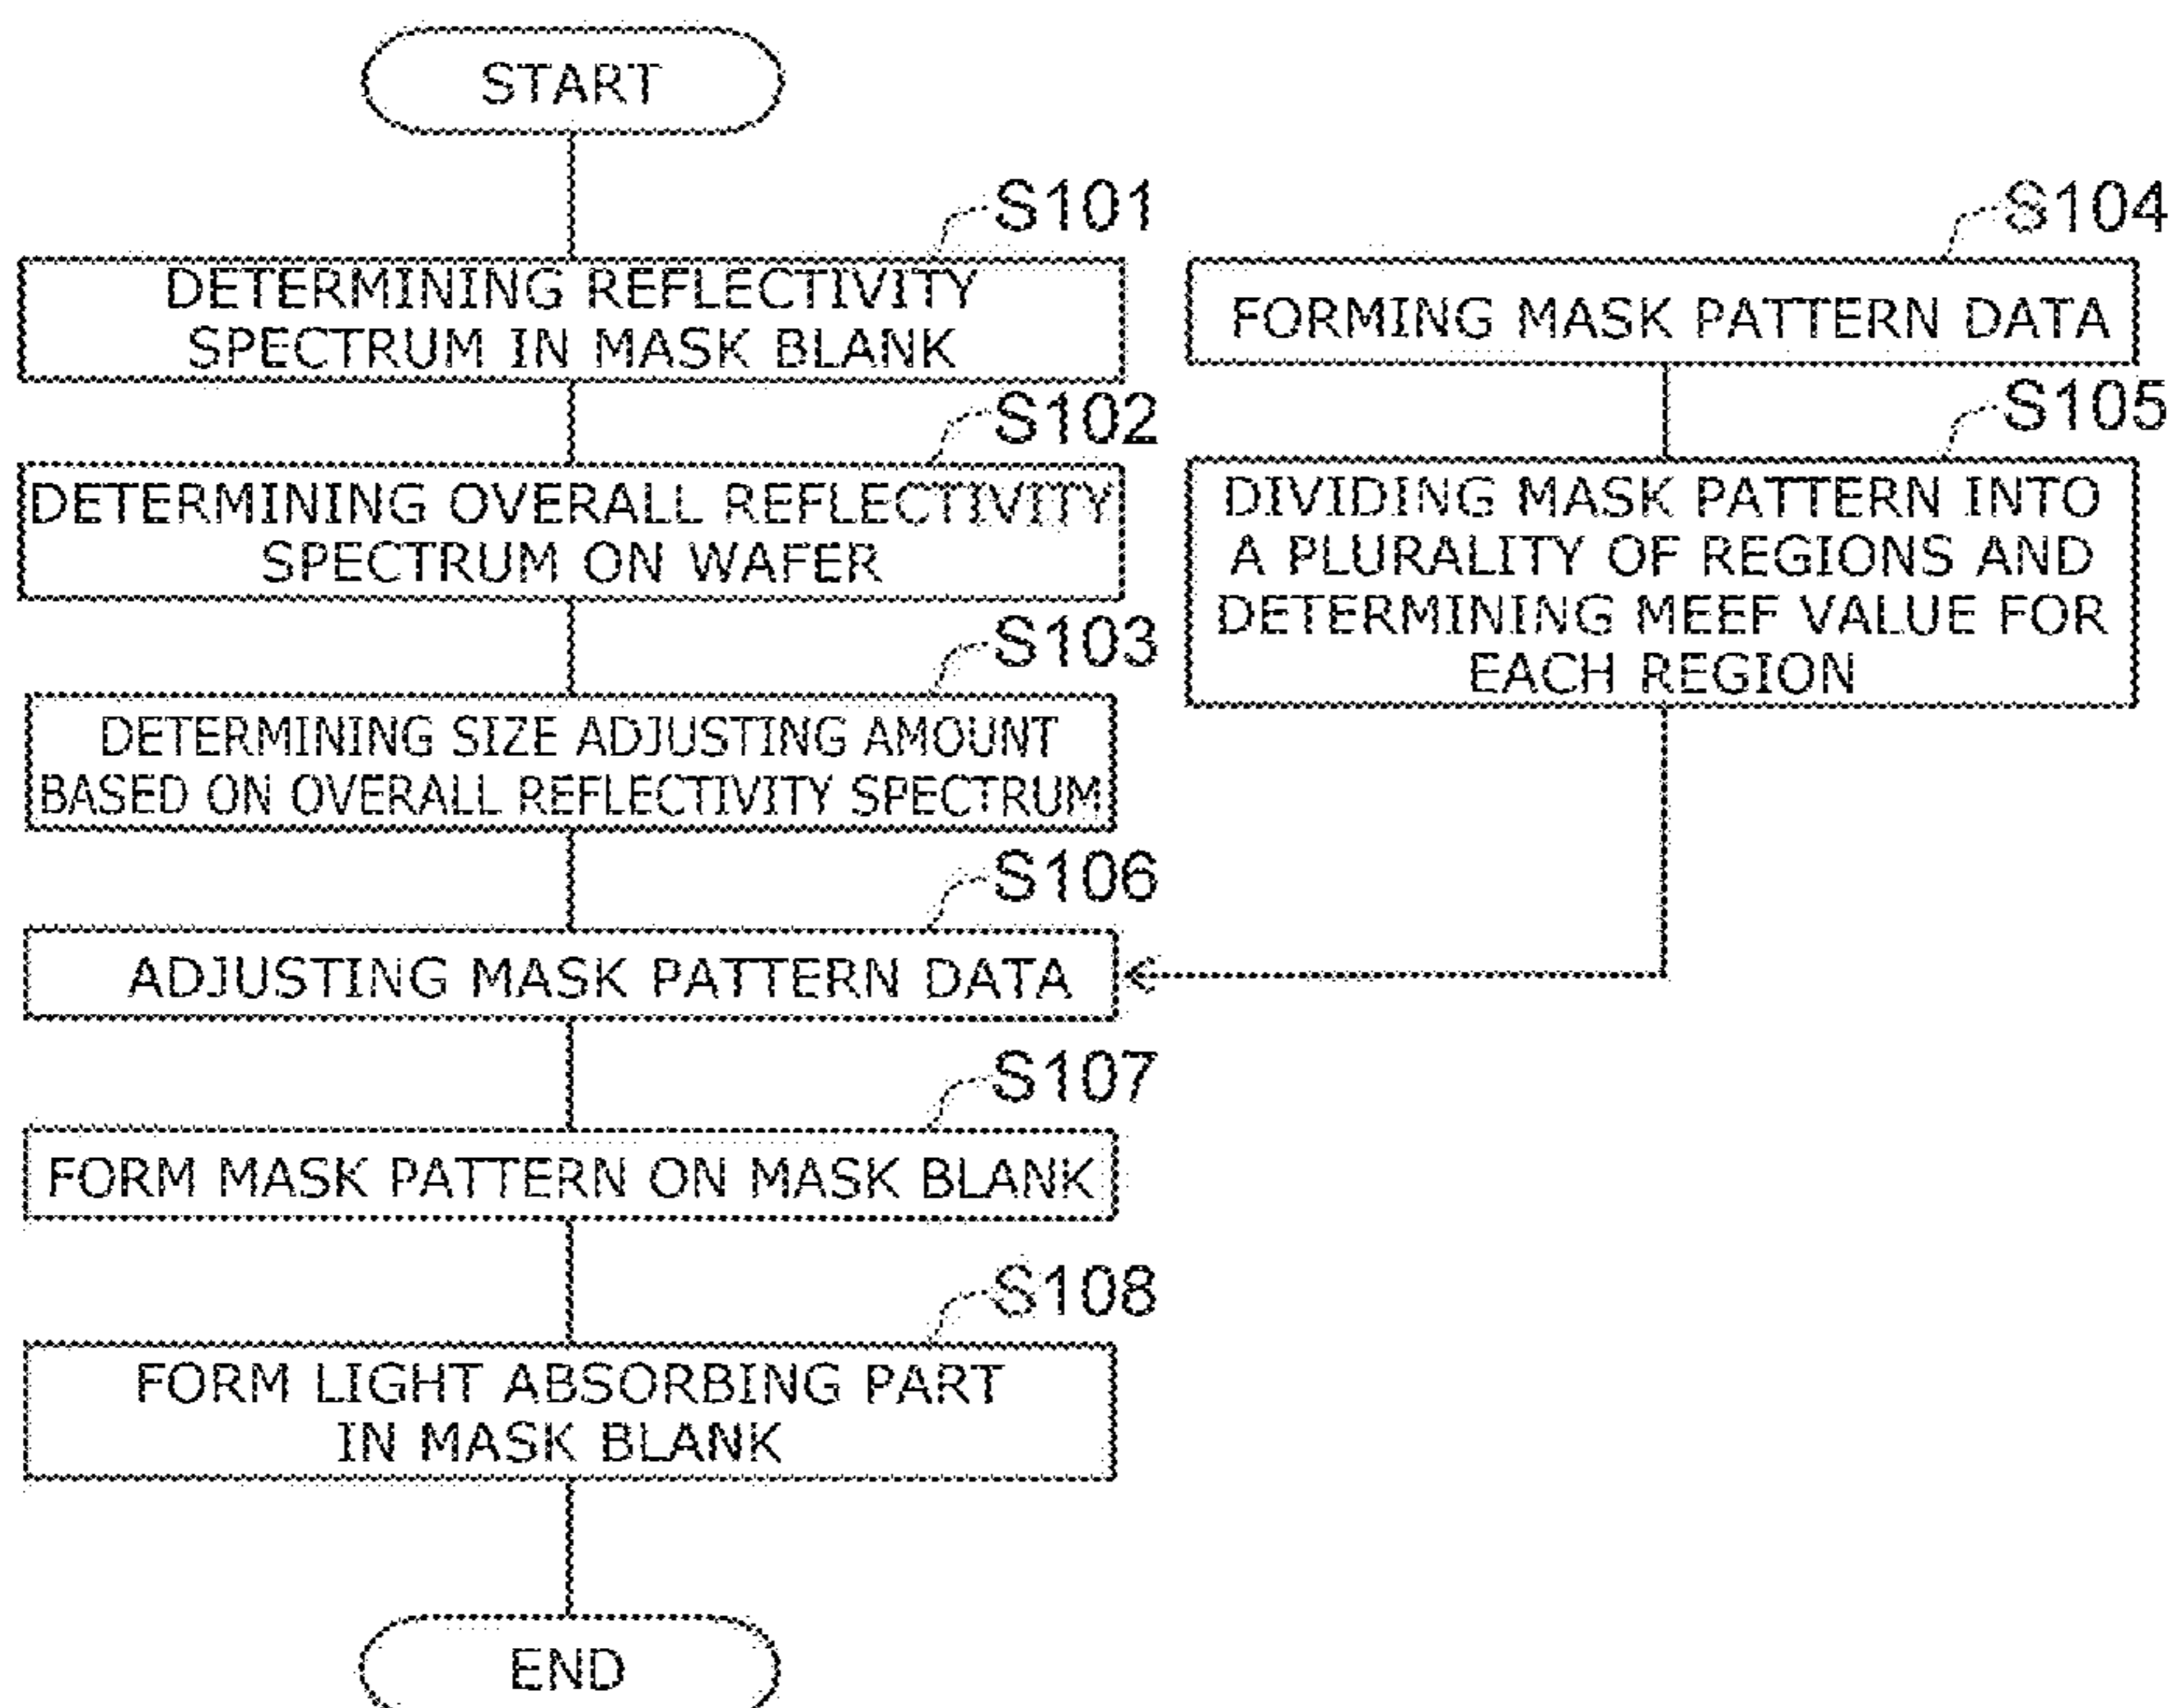 START
S101
DETERMINING REFLECTIVITY
SPECTRUM IN MASK BLANK
S102
DETERMINING OVERALL REFLECTIVITY
SPECTRUM ON WAFER
S103
DETERMINING SIZE ADJUSTING AMOUNT
BASED ON OVERALL REFLECTIVITY SPECTRUM
S104
FORMING MASK PATTERN DATA
S105
DIVIDING MASK PATTERN INTO
A PLURALITY OF REGIONS AND
DETERMINING MEEF VALUE FOR
EACH REGION
S106
ADJUSTING MASK PATTERN DATA
S107
FORM MASK PATTERN ON MASK BLANK
S108
FORM LIGHT ABSORBING PART
IN MASK BLANK
END